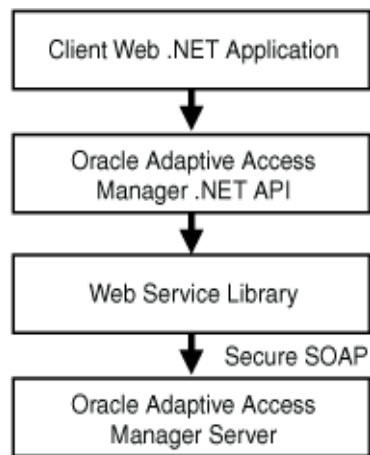 Client Web .NET Application
Oracle Adaptive Access
Manager .NET API
Web Service Library
Secure SOAP
Oracle Adaptive Access
Manager Server